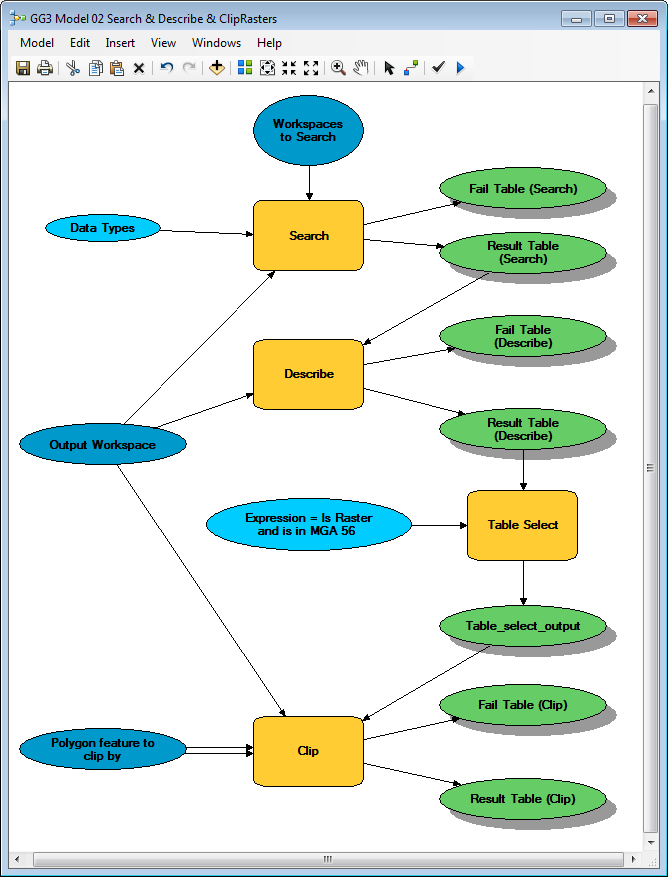 GG3 Model 02 Search & Describe & ClipRasters
Model Edit Insert View Windows Help
Workspaces
to Search
Fail Table (Search)
Data Types
Search
Result Table
(Search)
Fail Table
(Describe)
Describe
Result Table
(Describe)
Output Workspace
Expression = Is Raster
and is in MGA 56
Table Select
Table_select_output
Fail Table (Clip)
Polygon feature to
clip by
Clip
Result Table (Clip)